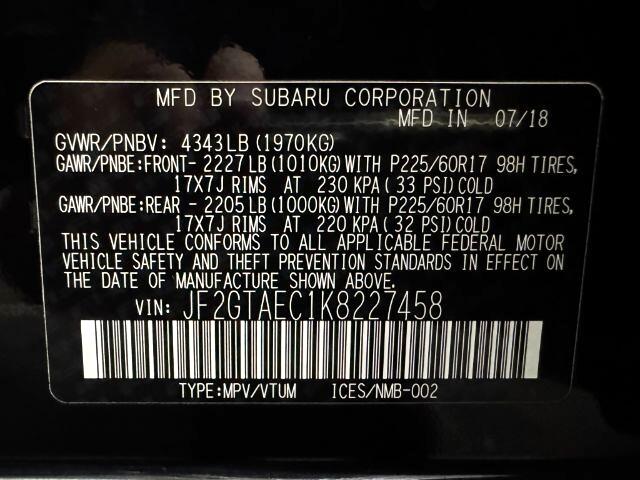 MFD BY SUBARU CORPORATION
MFD IN 07/18
GVWR/PNBV: 4343LB (1970KG)
GAWR/PNBE:FRONT- 2227LB (1010KG) WITH P225/60R17 98H TIRES,
17X7J RIMS AT 230 KPA (33 PSI) COLD
GAWR/PNBE:REAR - 2205LB (1000KG) WITH P225/60R17 98H TIRES,
17X7J RIMS AT 220 KPA (32 PSI) COLD
THIS VEHICLE CONFORMS TO ALL APPLICABLE FEDERAL MOTOR
VEHICLE SAFETY AND THEFT PREVENTION STANDARDS IN EFFECT ON
THE DATE OF MANUFACTURE SHOWN ABOVE.
VIN: JF2GTAEC1K8227458
TYPE:MPV/VTUM ICES/NMB-002